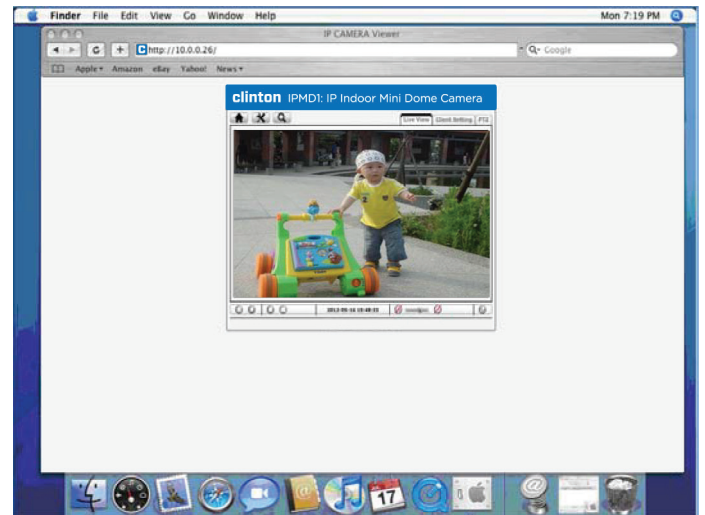 Finder File Edit View Go Window Help Mon 7:19 PM
IP CAMERA Viewer
http://10.0.0.26/ Google
Apple Amazon eBay Yahoo! News
clinton IPMD1: IP Indoor Mini Dome Camera
Live View Client Setting PTZ
JUL
17